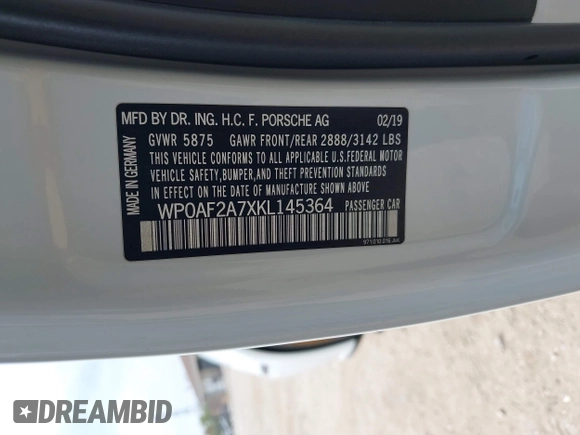 MFD BY DR. ING. H.C. F. PORSCHE AG 02/19
GVWR 5875 GAWR FRONT/REAR 2888/3142 LBS
THIS VEHICLE CONFORMS TO ALL APPLICABLE U.S.FEDERAL MOTOR
VEHICLE SAFETY,BUMPER,AND THEFT PREVENTION STANDARDS
IN EFFECT ON THE DATE OF MANUFACTURE SHOWN ABOVE.
WP0AF2A7XKL145364 PASSENGER CAR
MADE IN GERMANY
DREAMBID